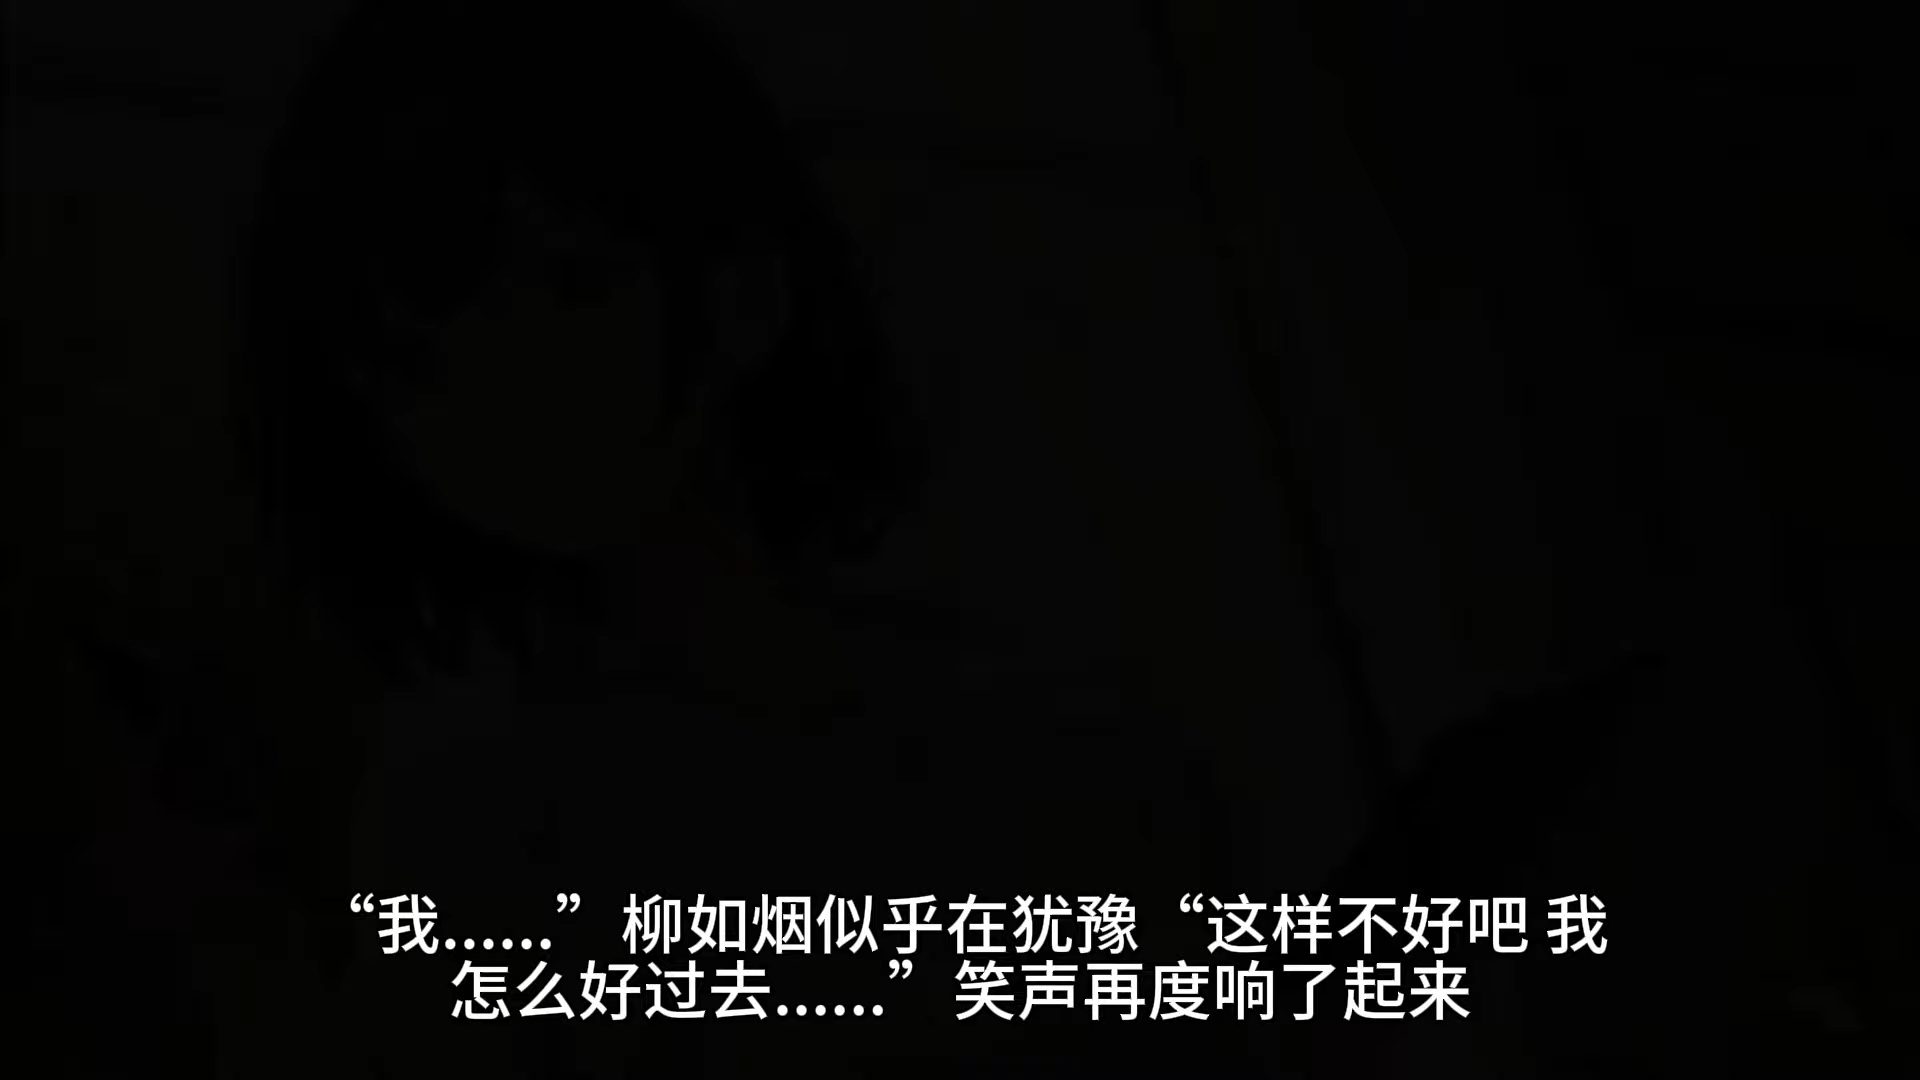 “我......”柳如烟似乎在犹豫“这样不好吧 我
怎么好过去......”笑声再度响了起来